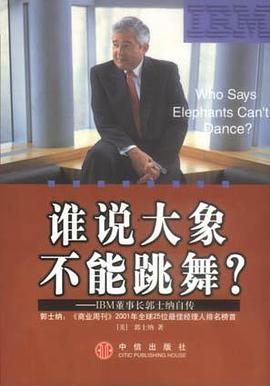 IBM
Who Says
Elephants Can't
Dance?
谁说大象
不能跳舞?
——IBM董事长郭士纳自传
郭士纳:《商业周刊》2001年全球25位最佳经理人排名榜首
[美] 郭士纳 著
中信出版社
CITIC PUBLISHING HOUSE